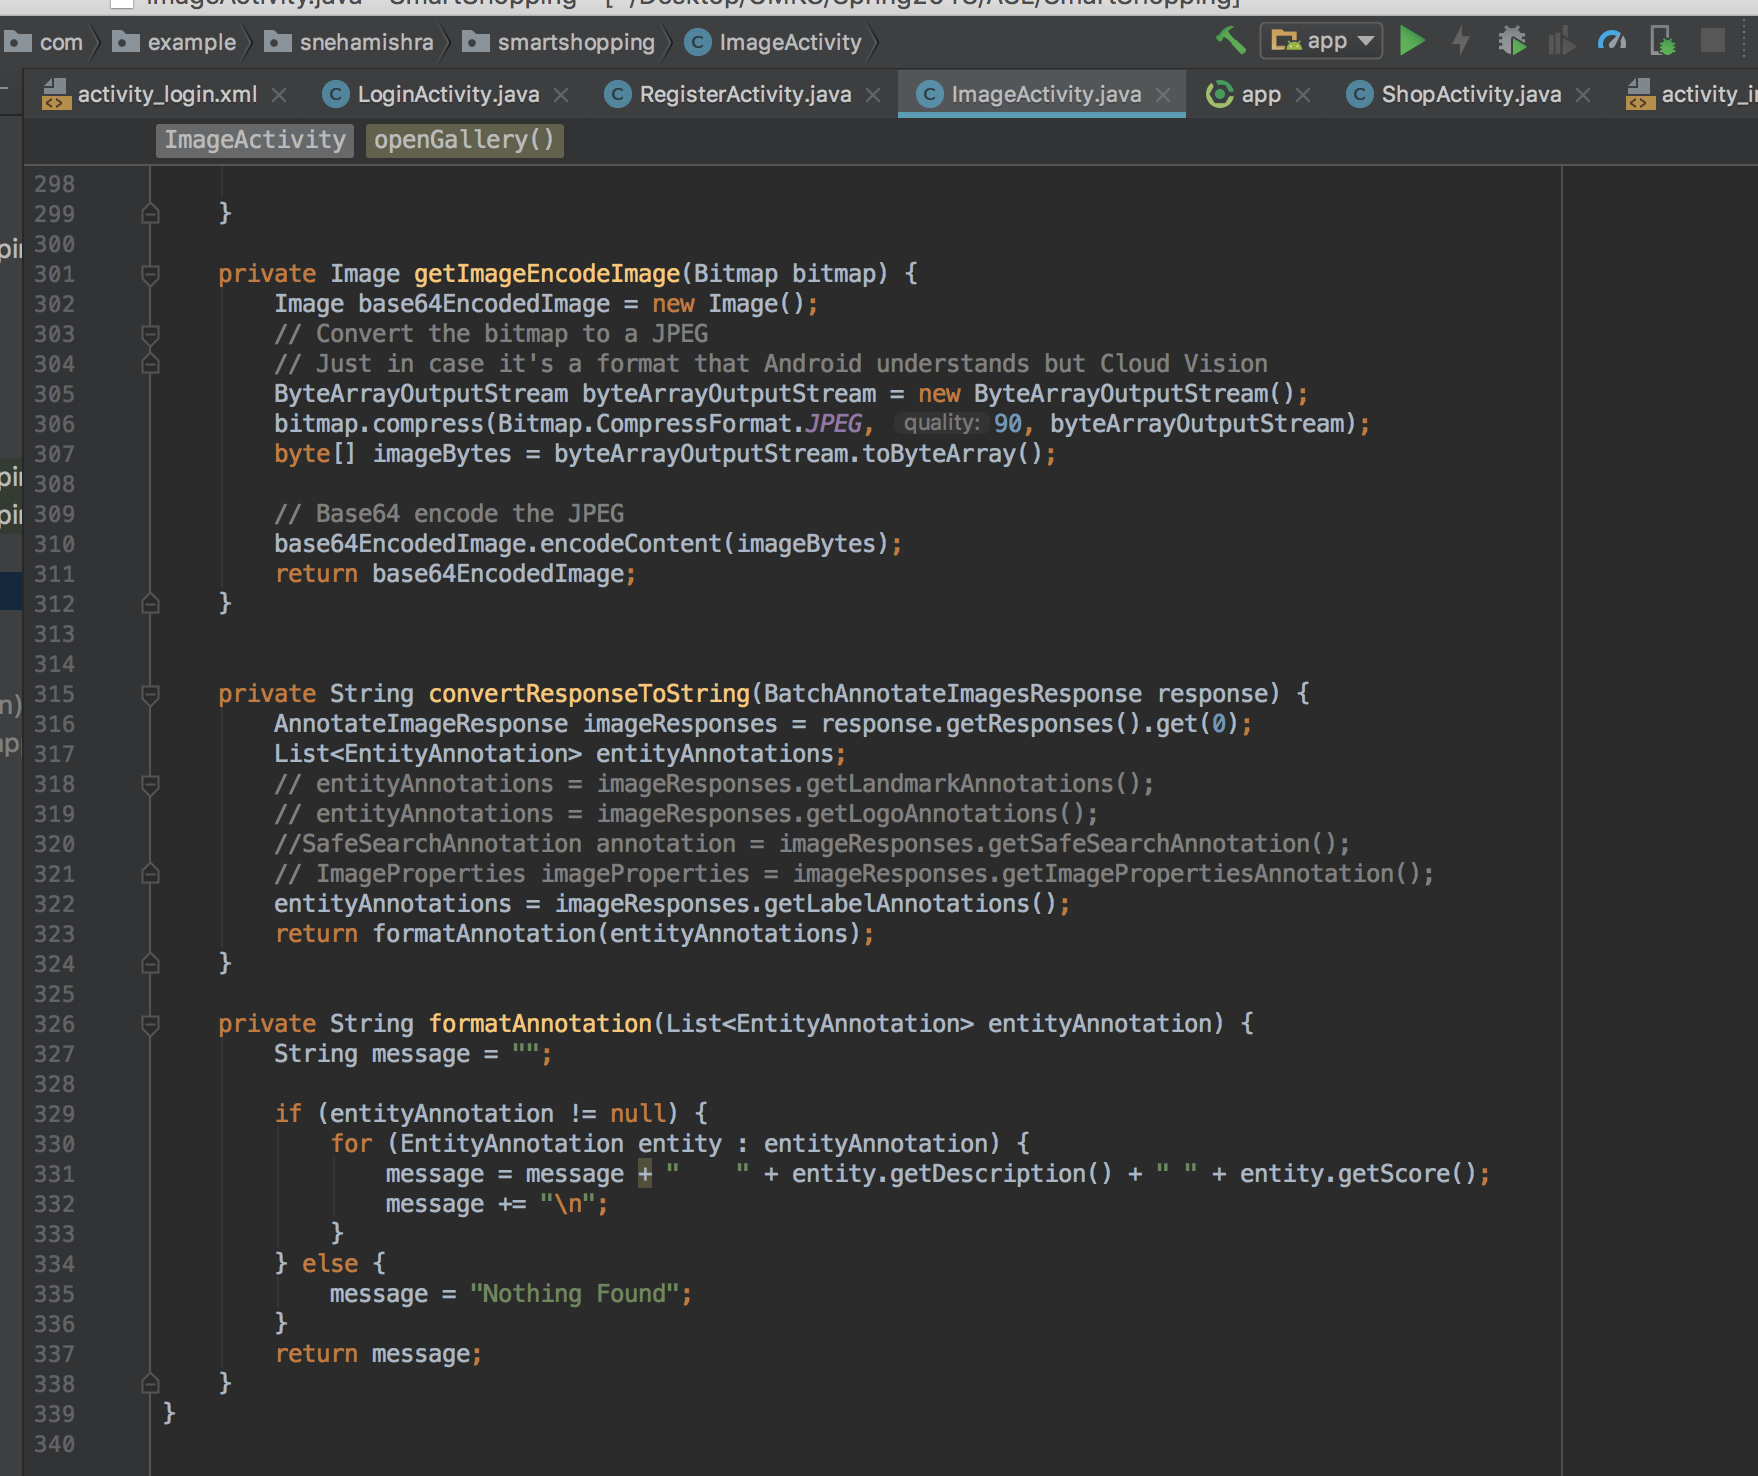 com example snehamishra smartshopping ImageActivity app
activity_login.xml LoginActivity.java RegisterActivity.java ImageActivity.java app ShopActivity.java
ImageActivity openGallery()
298
299 }
300
301 private Image getImageEncodeImage(Bitmap bitmap) {
302 Image base64EncodedImage = new Image();
303 // Convert the bitmap to a JPEG
304 // Just in case it's a format that Android understands but Cloud Vision
305 ByteArrayOutputStream byteArrayOutputStream = new ByteArrayOutputStream();
306 bitmap.compress(Bitmap.CompressFormat.JPEG, quality: 90, byteArrayOutputStream);
307 byte[] imageBytes = byteArrayOutputStream.toByteArray();
308
309 // Base64 encode the JPEG
310 base64EncodedImage.encodeContent(imageBytes);
311 return base64EncodedImage;
312 }
313
314
315 private String convertResponseToString(BatchAnnotateImagesResponse response) {
316 AnnotateImageResponse imageResponses = response.getResponses().get(0);
317 List<EntityAnnotation> entityAnnotations;
318 // entityAnnotations = imageResponses.getLandmarkAnnotations();
319 // entityAnnotations = imageResponses.getLogoAnnotations();
320 //SafeSearchAnnotation annotation = imageResponses.getSafeSearchAnnotation();
321 // ImageProperties imageProperties = imageResponses.getImagePropertiesAnnotation();
322 entityAnnotations = imageResponses.getLabelAnnotations();
323 return formatAnnotation(entityAnnotations);
324 }
325
326 private String formatAnnotation(List<EntityAnnotation> entityAnnotation) {
327 String message = "";
328
329 if (entityAnnotation != null) {
330 for (EntityAnnotation entity : entityAnnotation) {
331 message = message + "    " + entity.getDescription() + " " + entity.getScore();
332 message += "\n";
333 }
334 } else {
335 message = "Nothing Found";
336 }
337 return message;
338 }
339 }
340